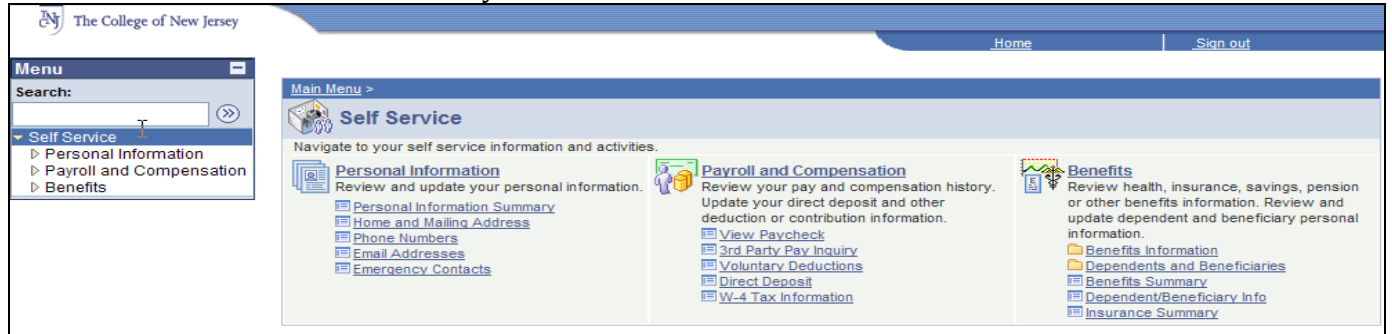 The College of New Jersey
Home
Sign out
Menu
Search:
Self Service
Personal Information
Payroll and Compensation
Benefits
Main Menu >
Self Service
Navigate to your self service information and activities.
Personal Information
Review and update your personal information.
Personal Information Summary
Home and Mailing Address
Phone Numbers
Email Addresses
Emergency Contacts
Payroll and Compensation
Review your pay and compensation history.
Update your direct deposit and other
deduction or contribution information.
View Paycheck
3rd Party Pay Inquiry
Voluntary Deductions
Direct Deposit
W-4 Tax Information
Benefits
Review health, insurance, savings, pension
or other benefits information. Review and
update dependent and beneficiary personal
information.
Benefits Information
Dependents and Beneficiaries
Benefits Summary
Dependent/Beneficiary Info
Insurance Summary